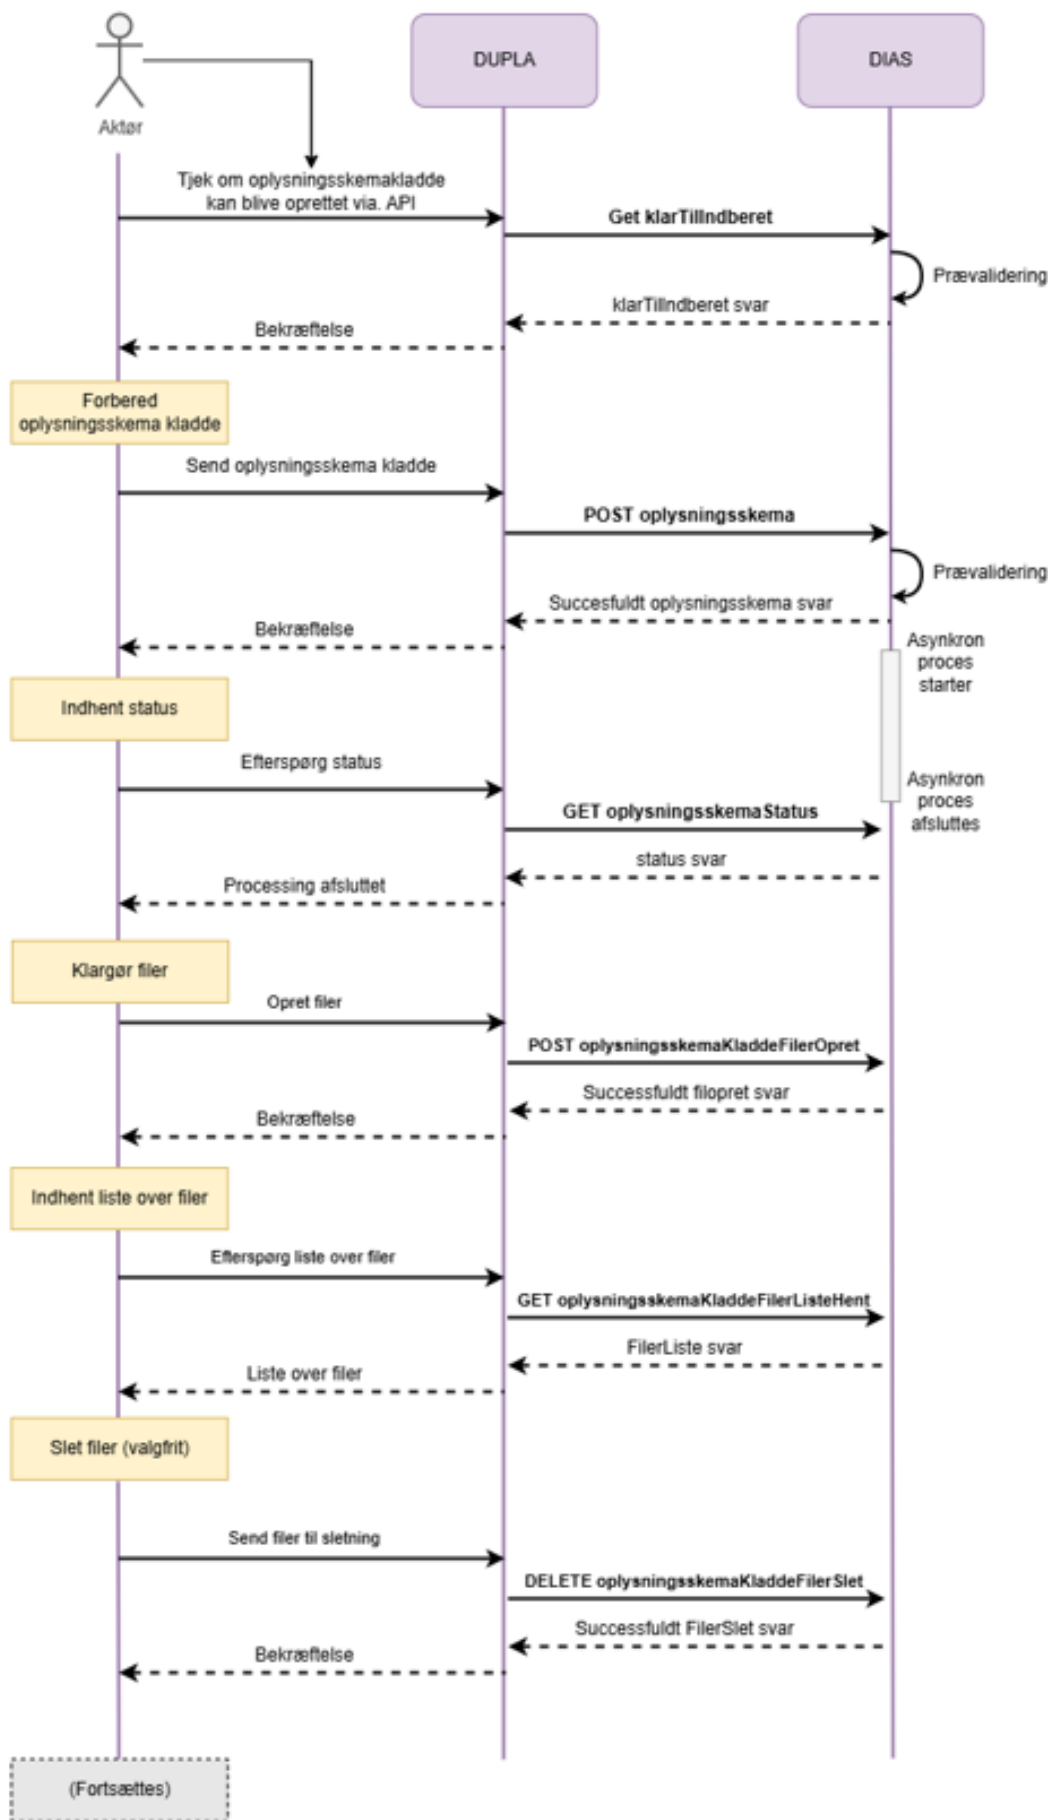 DUPLA
DIAS
Aktør
Tjek om oplysningsskemakladde
kan blive oprettet via. API
Get klarTilIndberet
Prævalidering
klarTilIndberet svar
Bekræftelse
Forbered
oplysningsskema kladde
Send oplysningsskema kladde
POST oplysningsskema
Prævalidering
Succesfuldt oplysningsskema svar
Bekræftelse
Asynkron
proces
starter
Indhent status
Efterspørg status
Asynkron
proces
afsluttes
GET oplysningsskemaStatus
status svar
Processing afsluttet
Klargør filer
Opret filer
POST oplysningsskemaKladdeFilerOpret
Successfuldt filopret svar
Bekræftelse
Indhent liste over filer
Efterspørg liste over filer
GET oplysningsskemaKladdeFilerListeHent
FilerListe svar
Liste over filer
Slet filer (valgfrit)
Send filer til sletning
DELETE oplysningsskemaKladdeFilerSlet
Successfuldt FilerSlet svar
Bekræftelse
(Fortsættes)